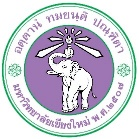 อตฺตานํ ทมยนฺติ ปณฺฑิตา
มหาวิทยาลัยเชียงใหม่ พ.ศ.๒๕๐๗